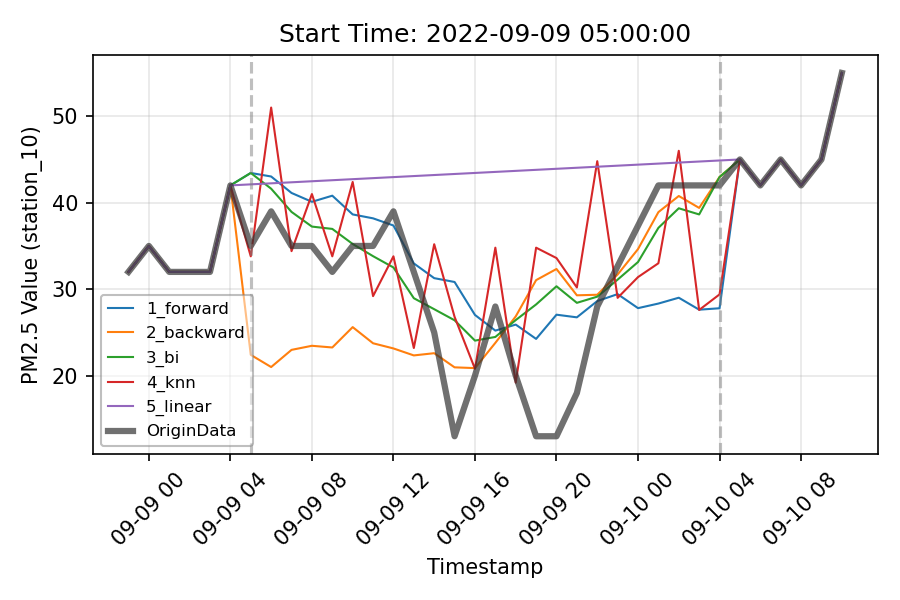 Start Time: 2022-09-09 05:00:00
PM2.5 Value (station_10)
50
40
30
20
1_forward
2_backward
3_bi
4_knn
5_linear
OriginData
09-09 00
09-09 04
09-09 08
09-09 12
09-09 16
09-09 20
09-10 00
09-10 04
09-10 08
Timestamp